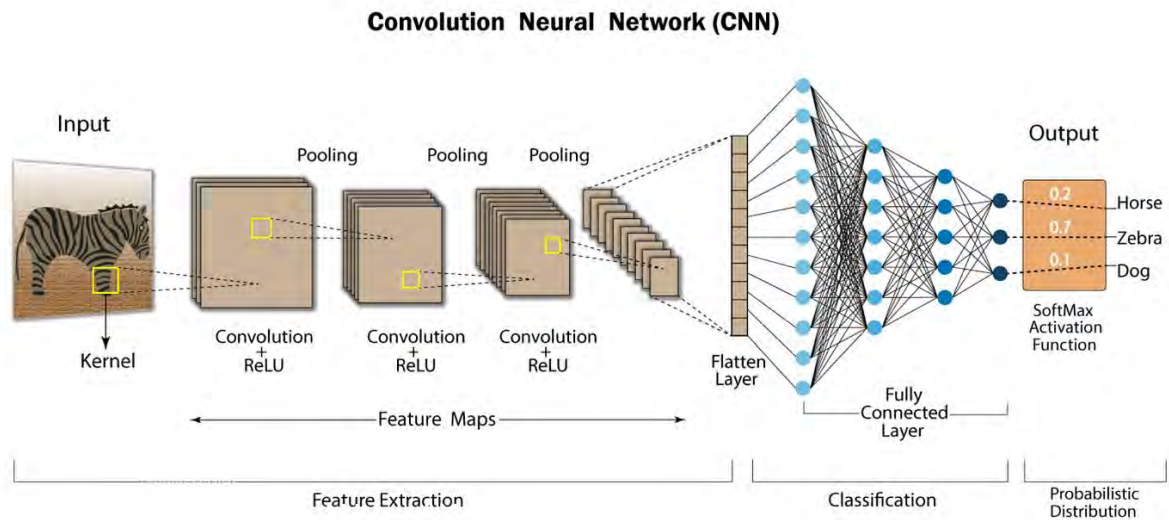 Convolution Neural Network (CNN)
Input
Pooling
Pooling
Pooling
Output
0.2
Horse
0.7
Zebra
0.1
Dog
Kernel
Convolution
+
ReLU
Convolution
+
ReLU
Convolution
+
ReLU
Flatten
Layer
SoftMax
Activation
Function
Feature Maps
Fully
Connected
Layer
Feature Extraction
Classification
Probabilistic
Distribution